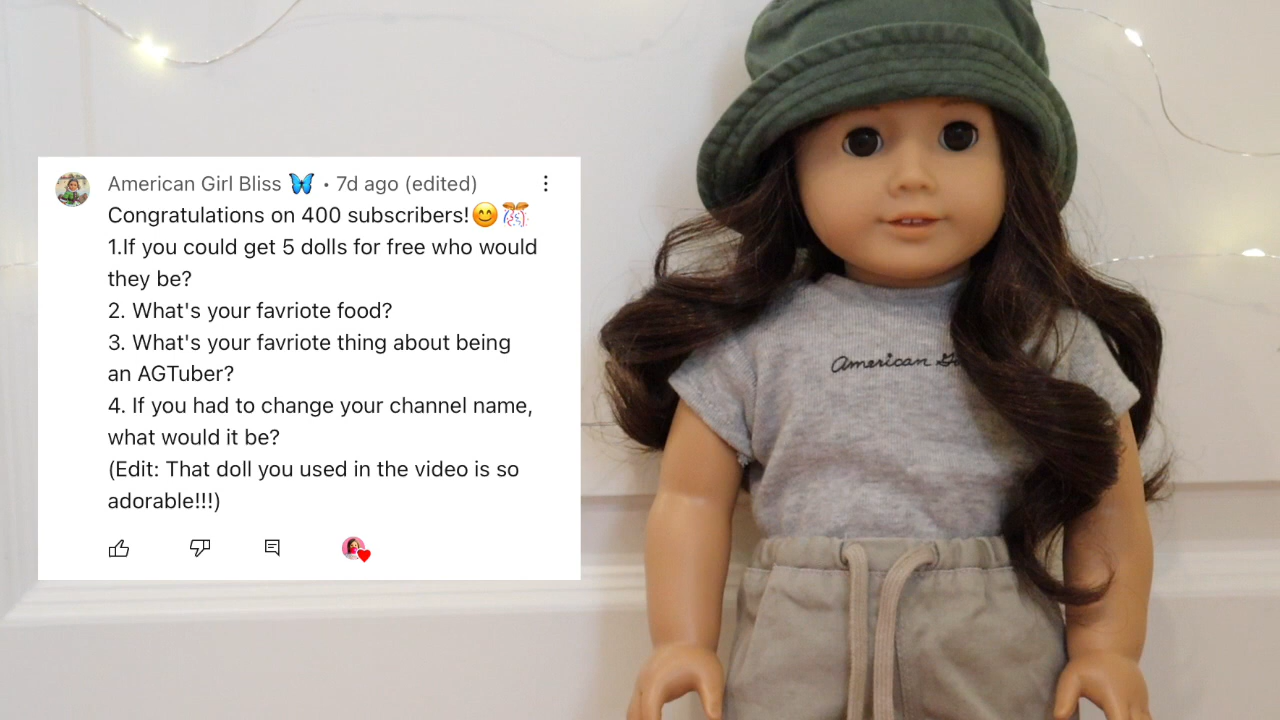 American Girl Bliss 🦋 • 7d ago (edited)
Congratulations on 400 subscribers!😊🎊
1.If you could get 5 dolls for free who would
they be?
2. What's your favriote food?
3. What's your favriote thing about being
an AGTuber?
4. If you had to change your channel name,
what would it be?
(Edit: That doll you used in the video is so
adorable!!!)
American